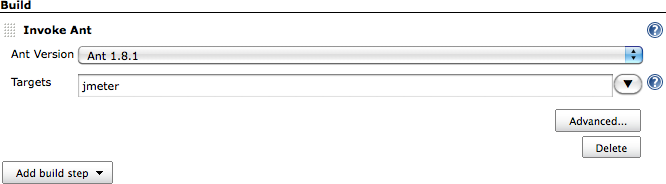 Build
Invoke Ant
Ant Version Ant 1.8.1
Targets jmeter
Advanced...
Delete
Add build step